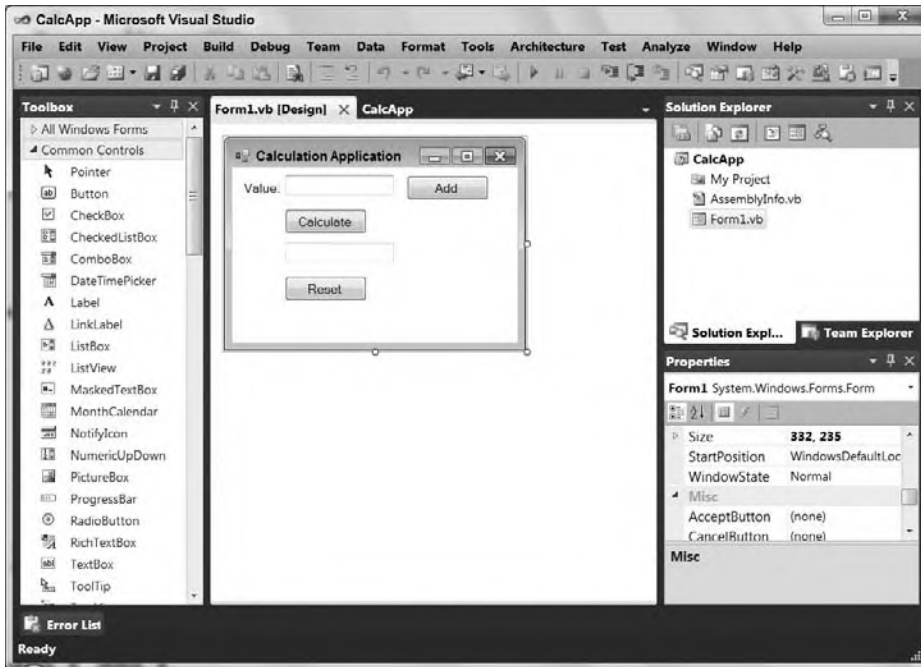 CalcApp - Microsoft Visual Studio
File Edit View Project Build Debug Team Data Format Tools Architecture Test Analyze Window Help
Toolbox
All Windows Forms
Common Controls
Pointer
Button
CheckBox
CheckedListBox
ComboBox
DateTimePicker
Label
LinkLabel
ListBox
ListView
MaskedTextBox
MonthCalendar
NotifyIcon
NumericUpDown
PictureBox
ProgressBar
RadioButton
RichTextBox
TextBox
ToolTip
Form1.vb [Design] CalcApp
Calculation Application
Value: Add
Calculate
Reset
Solution Explorer
CalcApp
My Project
AssemblyInfo.vb
Form1.vb
Solution Expl... Team Explorer
Properties
Form1 System.Windows.Forms.Form
Size 332, 235
StartPosition WindowsDefaultLoc
WindowState Normal
Misc
AcceptButton (none)
CancelButton (none)
Misc
Error List
Ready